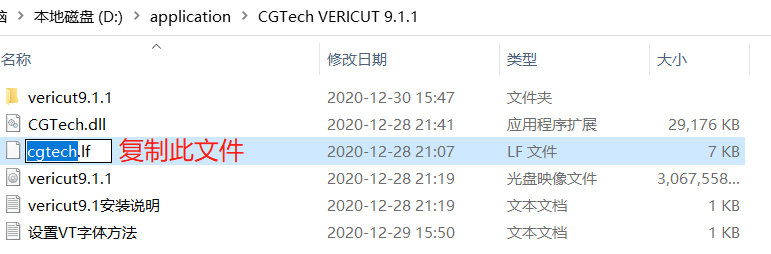 脑 › 本地磁盘 (D:) › application › CGTech VERICUT 9.1.1
名称 修改日期 类型 大小
vericut9.1.1 2020-12-30 15:47 文件夹
CGTech.dll 2020-12-28 21:41 应用程序扩展 29,176 KB
cgtech.lf 复制此文件 2020-12-28 21:07 LF 文件 7 KB
vericut9.1.1 2020-12-28 21:19 光盘映像文件 3,067,558...
vericut9.1安装说明 2020-12-28 21:19 文本文档 1 KB
设置VT字体方法 2020-12-29 15:50 文本文档 1 KB